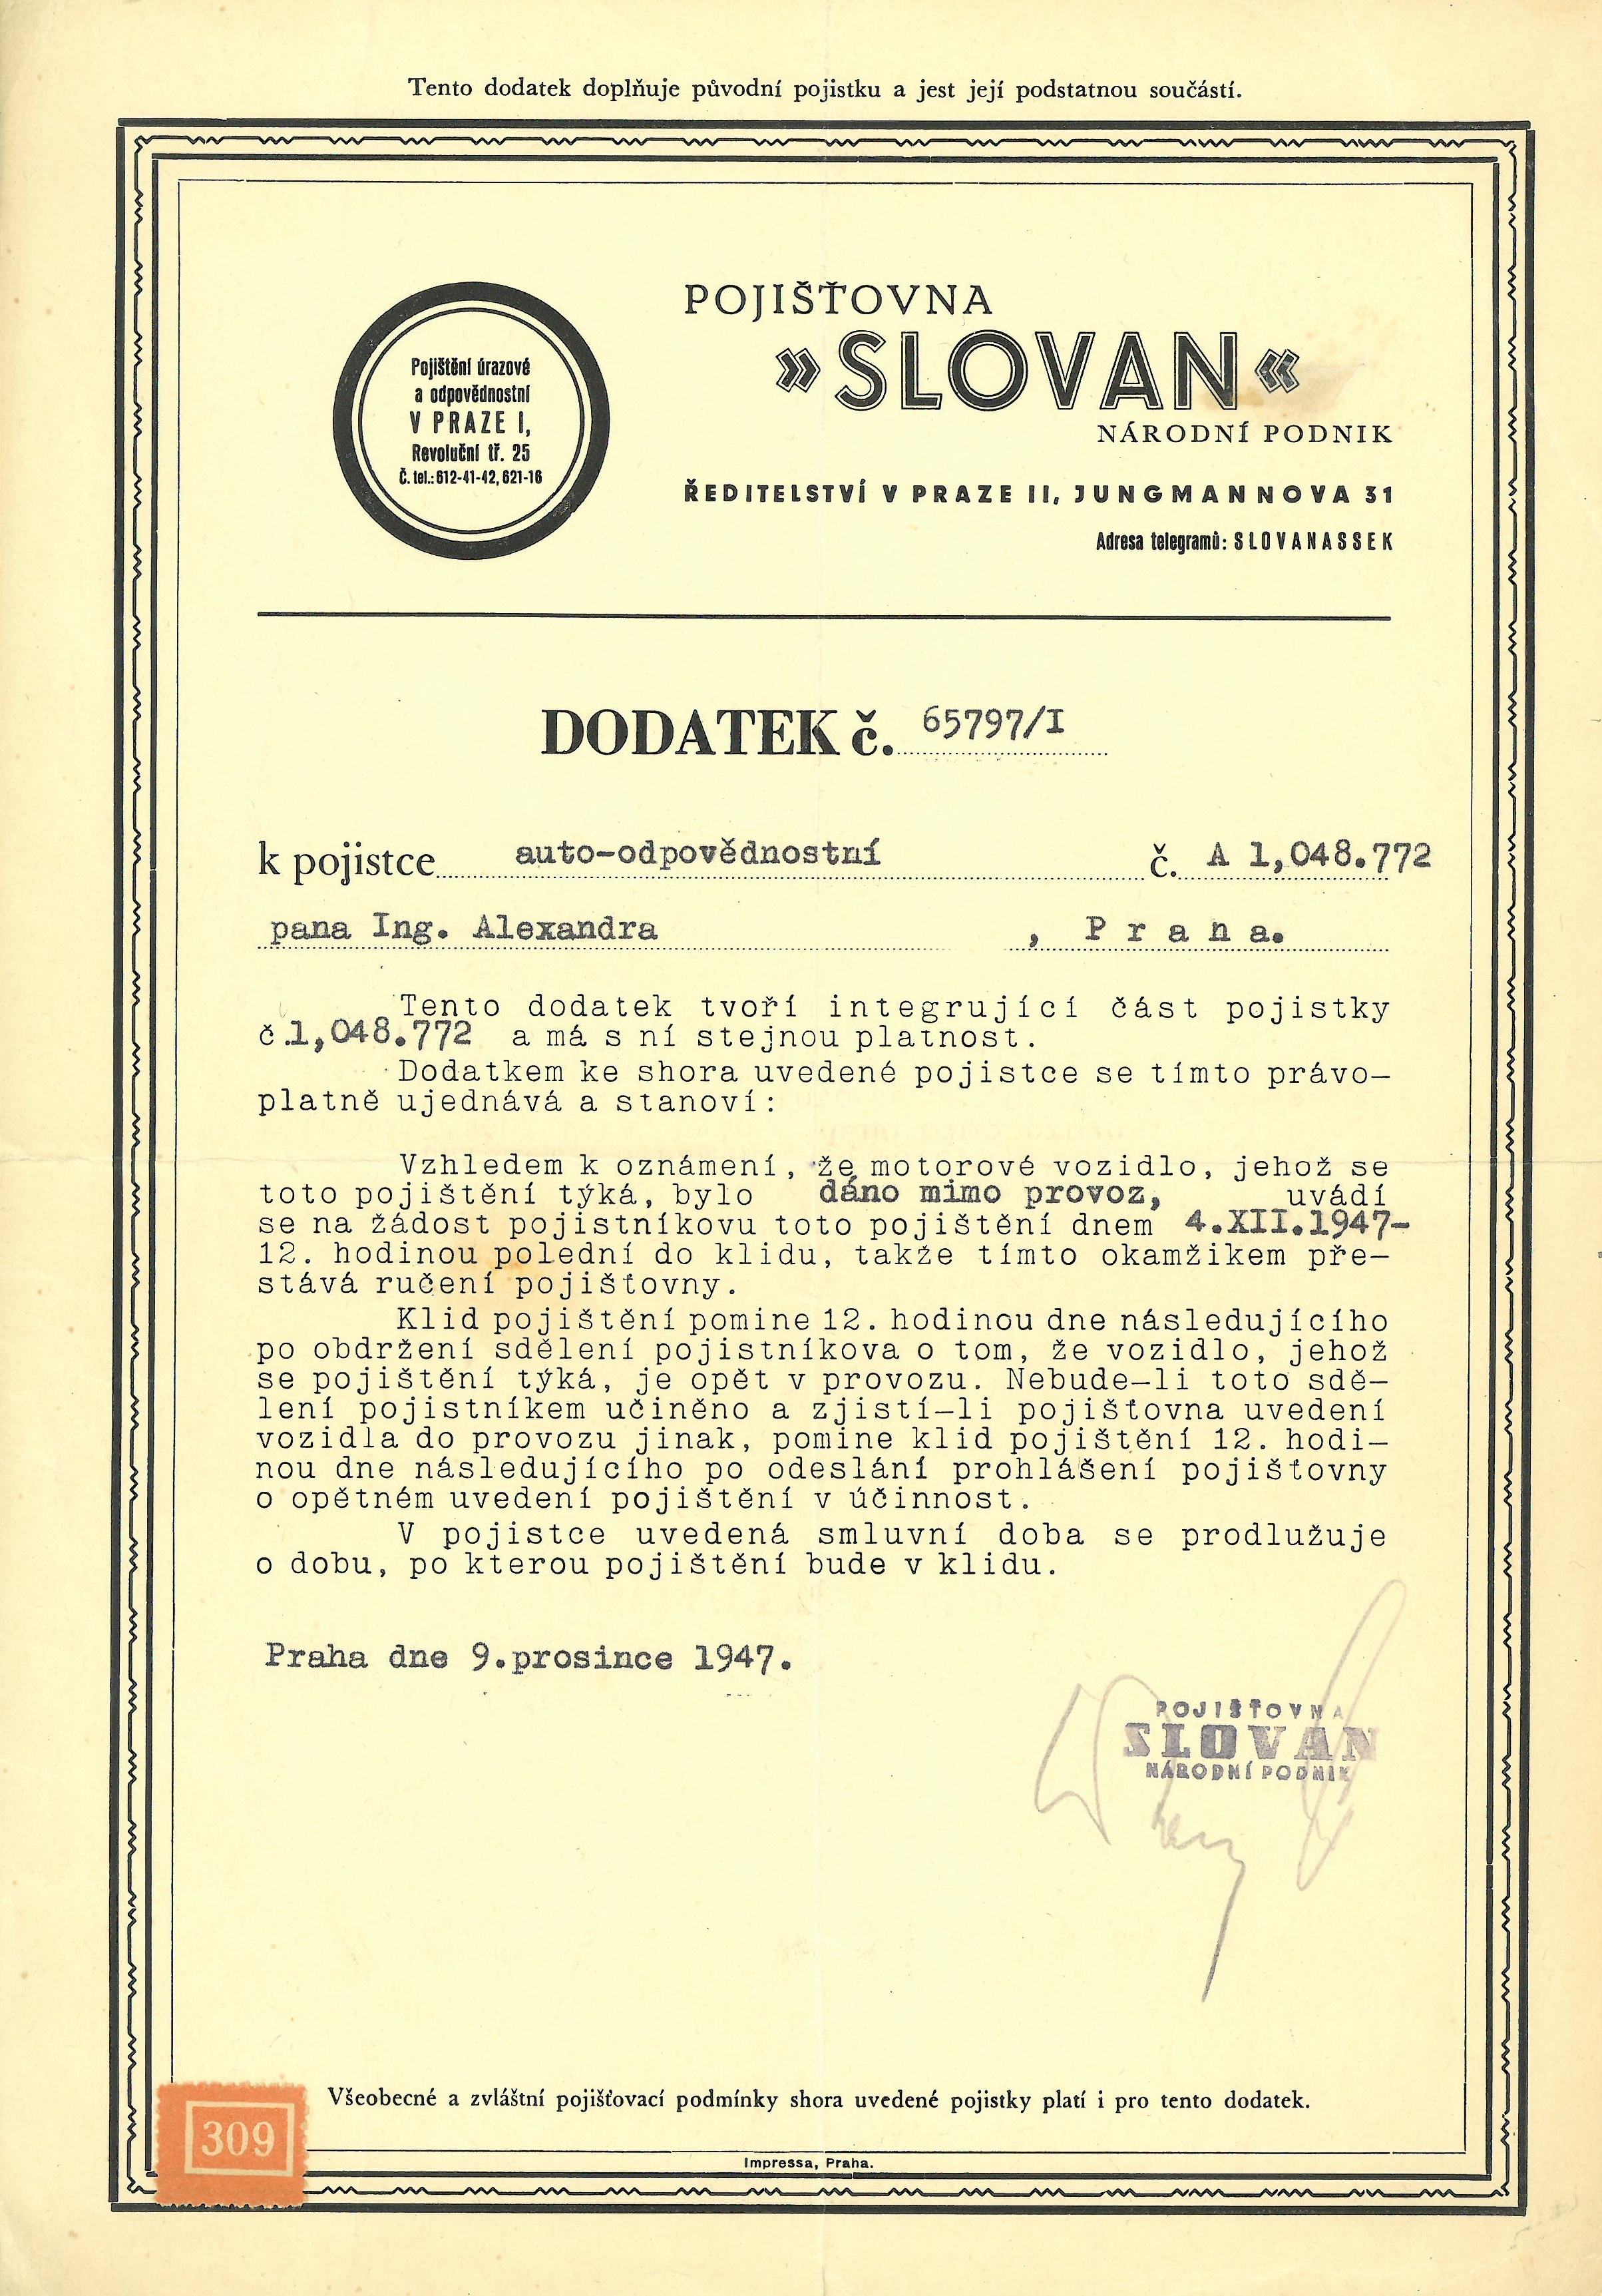 Tento dodatek doplňuje původní pojistku a jest její podstatnou součástí.
Pojištění úrazové
a odpovědnostní
V PRAZE I,
Revoluční tř. 25
Č. tel.: 612-41-42, 621-16
POJIŠŤOVNA
»SLOVAN«
NÁRODNÍ PODNIK
ŘEDITELSTVÍ V PRAZE II, JUNGMANNOVA 31
Adresa telegramů: SLOVANASSEK
DODATEK č. 65797/I
k pojistce auto-odpovědnostní č. A 1,048.772
pana Ing. Alexandra , P r a h a.
Tento dodatek tvoří integrující část pojistky
č.1,048.772 a má s ní stejnou platnost.
Dodatkem ke shora uvedené pojistce se tímto právo-
platně ujednává a stanoví:
Vzhledem k oznámení, že motorové vozidlo, jehož se
toto pojištění týká, bylo dáno mimo provoz, uvádí
se na žádost pojistníkovu toto pojištění dnem 4.XII.1947-
12. hodinou polední do klidu, takže tímto okamžikem pře-
stává ručení pojišťovny.
Klid pojištění pomine 12. hodinou dne následujícího
po obdržení sdělení pojistníkova o tom, že vozidlo, jehož
se pojištění týká, je opět v provozu. Nebude-li toto sdě-
lení pojistníkem učiněno a zjistí-li pojišťovna uvedení
vozidla do provozu jinak, pomine klid pojištění 12. hodi-
nou dne následujícího po odeslání prohlášení pojišťovny
o opětném uvedení pojištění v účinnost.
V pojistce uvedená smluvní doba se prodlužuje
o dobu, po kterou pojištění bude v klidu.
Praha dne 9.prosince 1947.
POJIŠŤOVNA
SLOVAN
NÁRODNÍ PODNIK
Všeobecné a zvláštní pojišťovací podmínky shora uvedené pojistky platí i pro tento dodatek.
309
Impressa, Praha.